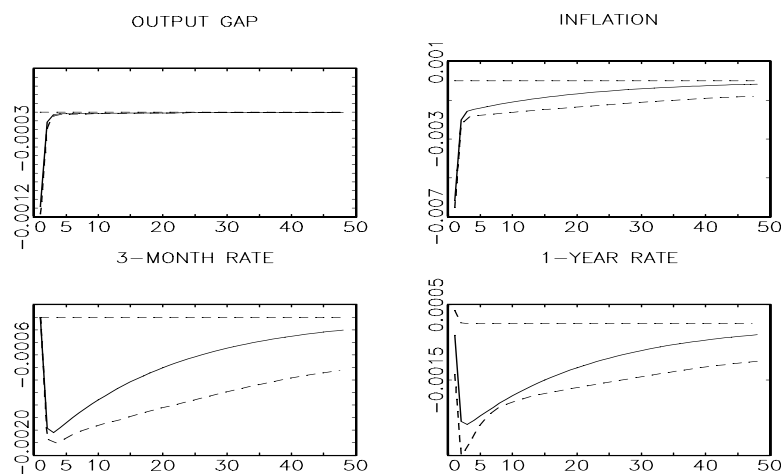 OUTPUT GAP
INFLATION
-0.0003
-0.0012
0 5 10 20 30 40 50
0.001
-0.003
-0.007
0 5 10 20 30 40 50
3-MONTH RATE
1-YEAR RATE
-0.0006
-0.0020
0 5 10 20 30 40 50
0.0005
-0.0015
0 5 10 20 30 40 50